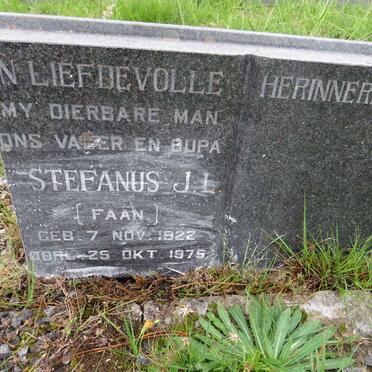 N LIEFDEVOLLE HERINNER
MY DIERBARE MAN
ONS VADER EN OUPA
STEFANUS J.L
(FAAN)
GEB. 7 NOV. 1922
OORL. 25 OKT 1975